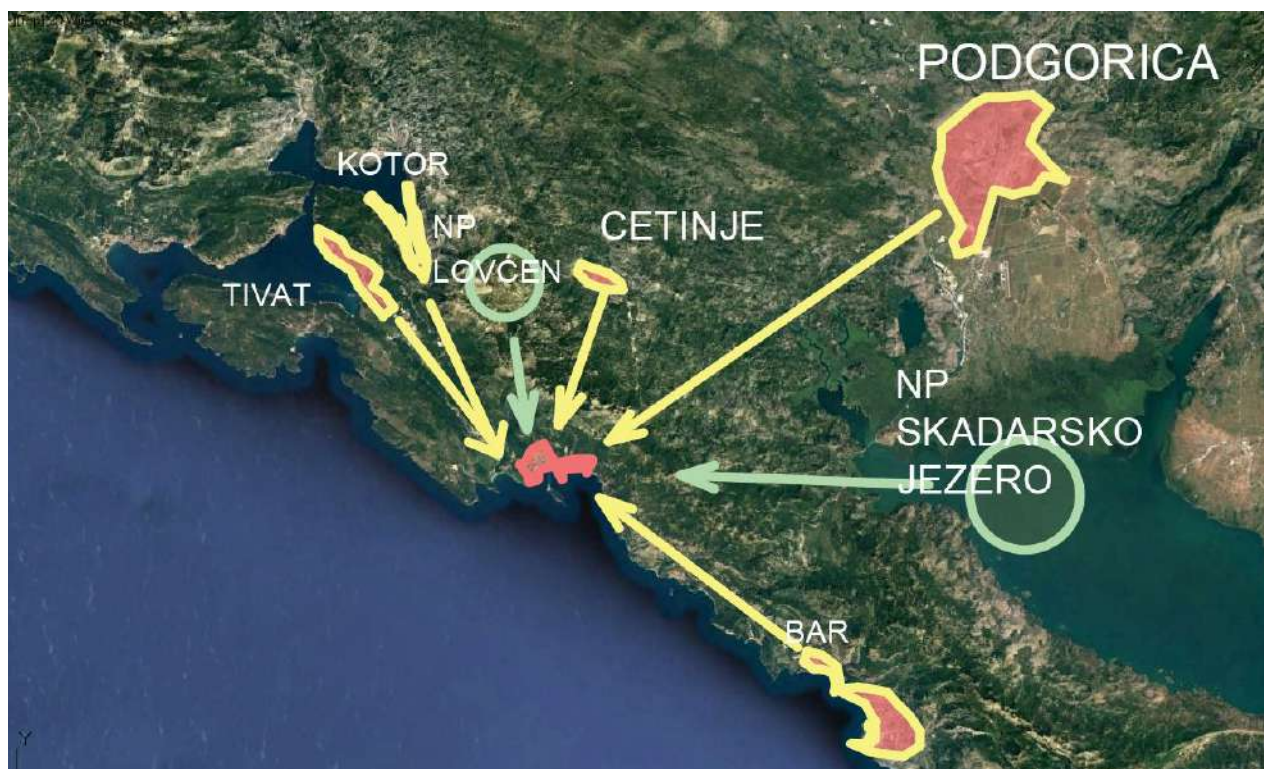 PODGORICA
KOTOR
NP
LOVĆEN
CETINJE
TIVAT
NP
SKADARSKO
JEZERO
BAR
Y